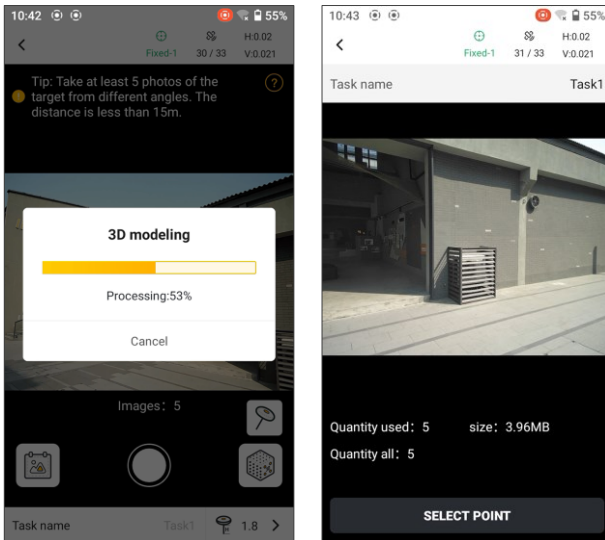 10:42
55%
Fixed-1
30 / 33
H:0.02
V:0.021
Tip: Take at least 5 photos of the
target from different angles. The
distance is less than 15m.
?
3D modeling
Processing:53%
Cancel
Images: 5
Task name
Task1
1.8
10:43
55%
Fixed-1
31 / 33
H:0.02
V:0.021
Task name
Task1
Quantity used: 5
size: 3.96MB
Quantity all: 5
SELECT POINT